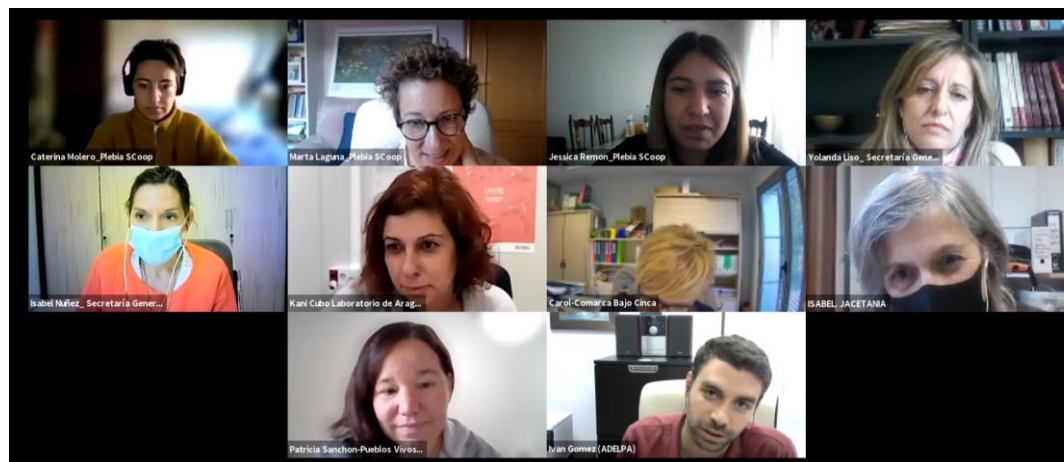 Caterina Molero_Plebia SCoop
Marta Laguna_Plebia SCoop
Jessica Remon_Plebia SCoop
Yolanda Liso_ Secretaría Gene...
Isabel Nuñez_ Secretaría Gener...
Kani Cubo Laboratorio de Arag...
Carol-Comarca Bajo Cinca
ISABEL. JACETANIA
Patricia Sanchon-Pueblos Vivos...
Ivan Gomez (ADELPA)